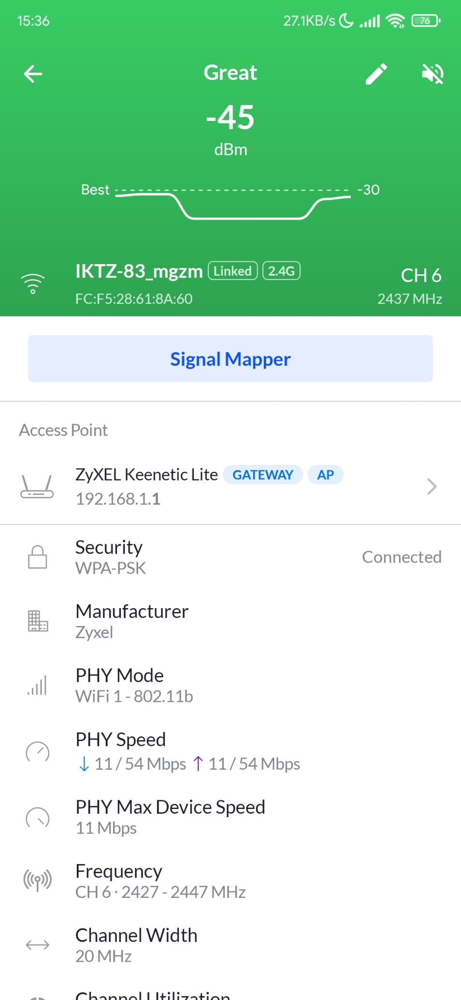 15:36
27.1KB/s 76
Great
-45
dBm
Best -30
IKTZ-83_mgzm Linked 2.4G CH 6
FC:F5:28:61:8A:60 2437 MHz
Signal Mapper
Access Point
ZyXEL Keenetic Lite GATEWAY AP
192.168.1.1
Security
WPA-PSK
Connected
Manufacturer
Zyxel
PHY Mode
WiFi 1 - 802.11b
PHY Speed
↓ 11 / 54 Mbps ↑ 11 / 54 Mbps
PHY Max Device Speed
11 Mbps
Frequency
CH 6 · 2427 - 2447 MHz
Channel Width
20 MHz
Channel Utilization